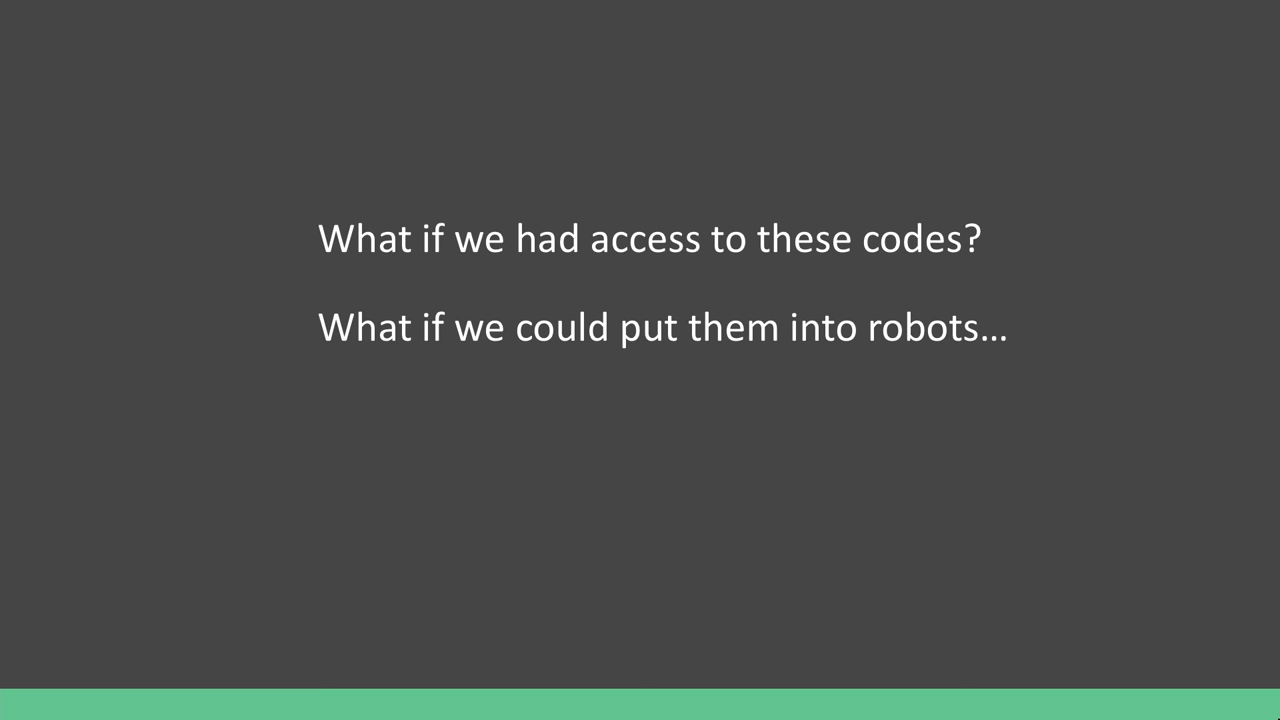 What if we had access to these codes?
What if we could put them into robots…